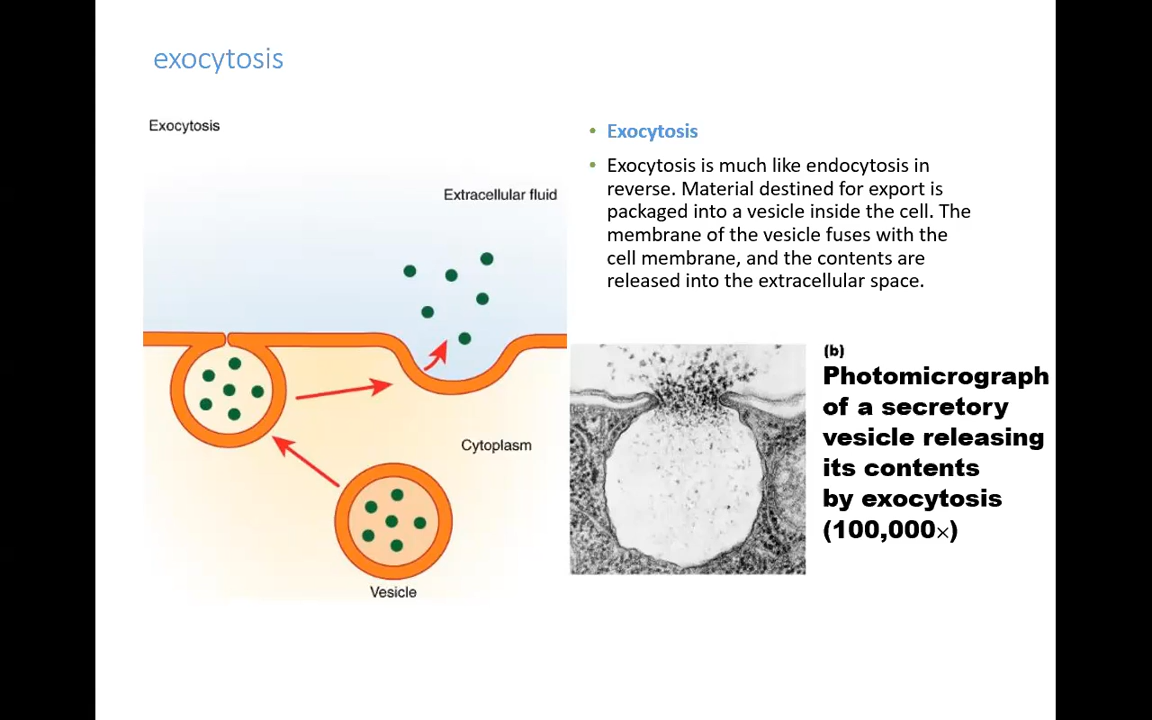 exocytosis
Exocytosis
Extracellular fluid
Cytoplasm
Vesicle
• Exocytosis
• Exocytosis is much like endocytosis in
reverse. Material destined for export is
packaged into a vesicle inside the cell. The
membrane of the vesicle fuses with the
cell membrane, and the contents are
released into the extracellular space.
(b)
Photomicrograph
of a secretory
vesicle releasing
its contents
by exocytosis
(100,000×)